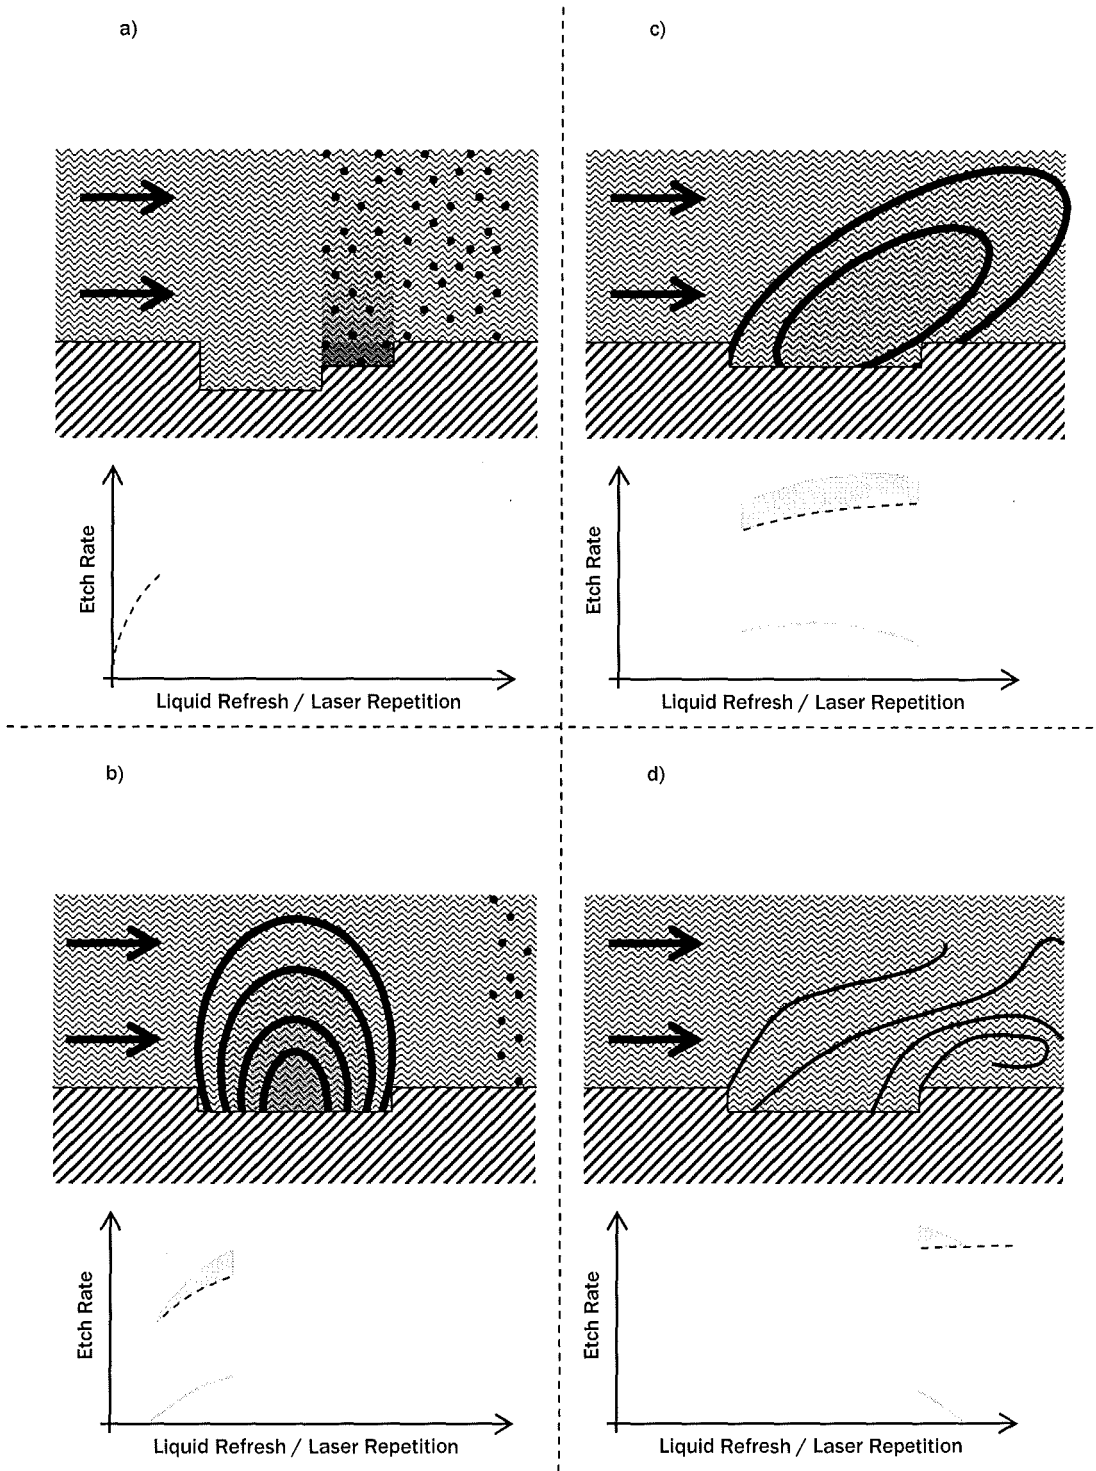 a)
Etch Rate
Liquid Refresh / Laser Repetition
c)
Etch Rate
Liquid Refresh / Laser Repetition
b)
Etch Rate
Liquid Refresh / Laser Repetition
d)
Etch Rate
Liquid Refresh / Laser Repetition